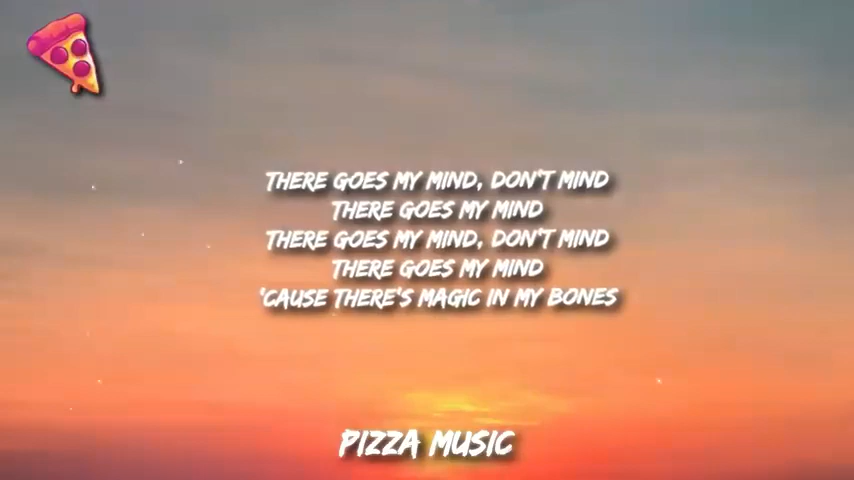 THERE GOES MY MIND, DON'T MIND
THERE GOES MY MIND
THERE GOES MY MIND, DON'T MIND
THERE GOES MY MIND
'CAUSE THERE'S MAGIC IN MY BONES
PIZZA MUSIC